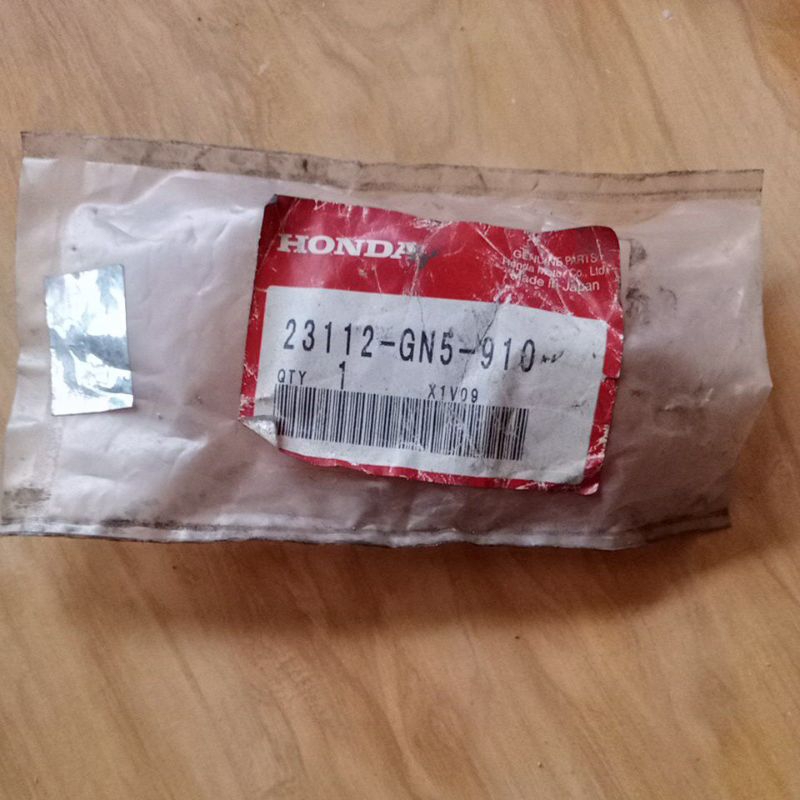 HONDA
GENUINE PARTS
Honda Motor Co., Ltd.
Made in Japan
23112-GN5-910
QTY 1
X1V09